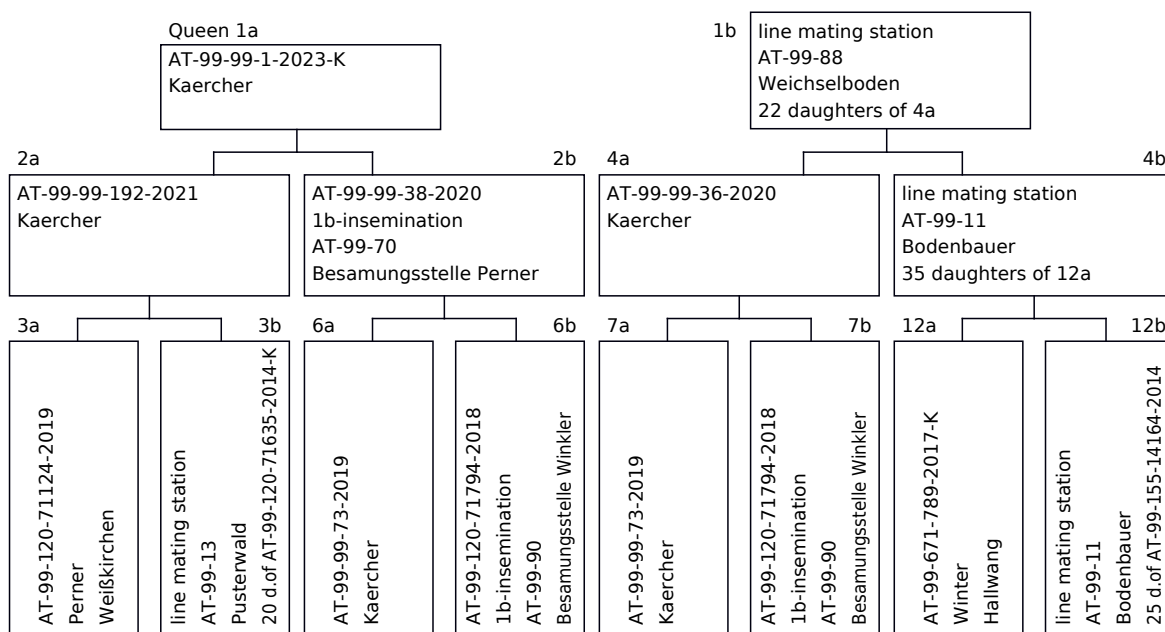 Queen 1a
AT-99-99-1-2023-K
Kaercher
1b
line mating station
AT-99-88
Weichselboden
22 daughters of 4a
2a
AT-99-99-192-2021
Kaercher
2b
AT-99-99-38-2020
1b-insemination
AT-99-70
Besamungsstelle Perner
4a
AT-99-99-36-2020
Kaercher
4b
line mating station
AT-99-11
Bodenbauer
35 daughters of 12a
3a
AT-99-120-71124-2019
Perner
Weißkirchen
3b
line mating station
AT-99-13
Pusterwald
20 d.of AT-99-120-71635-2014-K
6a
AT-99-99-73-2019
Kaercher
6b
AT-99-120-71794-2018
1b-insemination
AT-99-90
Besamungsstelle Winkler
7a
AT-99-99-73-2019
Kaercher
7b
AT-99-120-71794-2018
1b-insemination
AT-99-90
Besamungsstelle Winkler
12a
AT-99-671-789-2017-K
Winter
Hallwang
12b
line mating station
AT-99-11
Bodenbauer
25 d.of AT-99-155-14164-2014